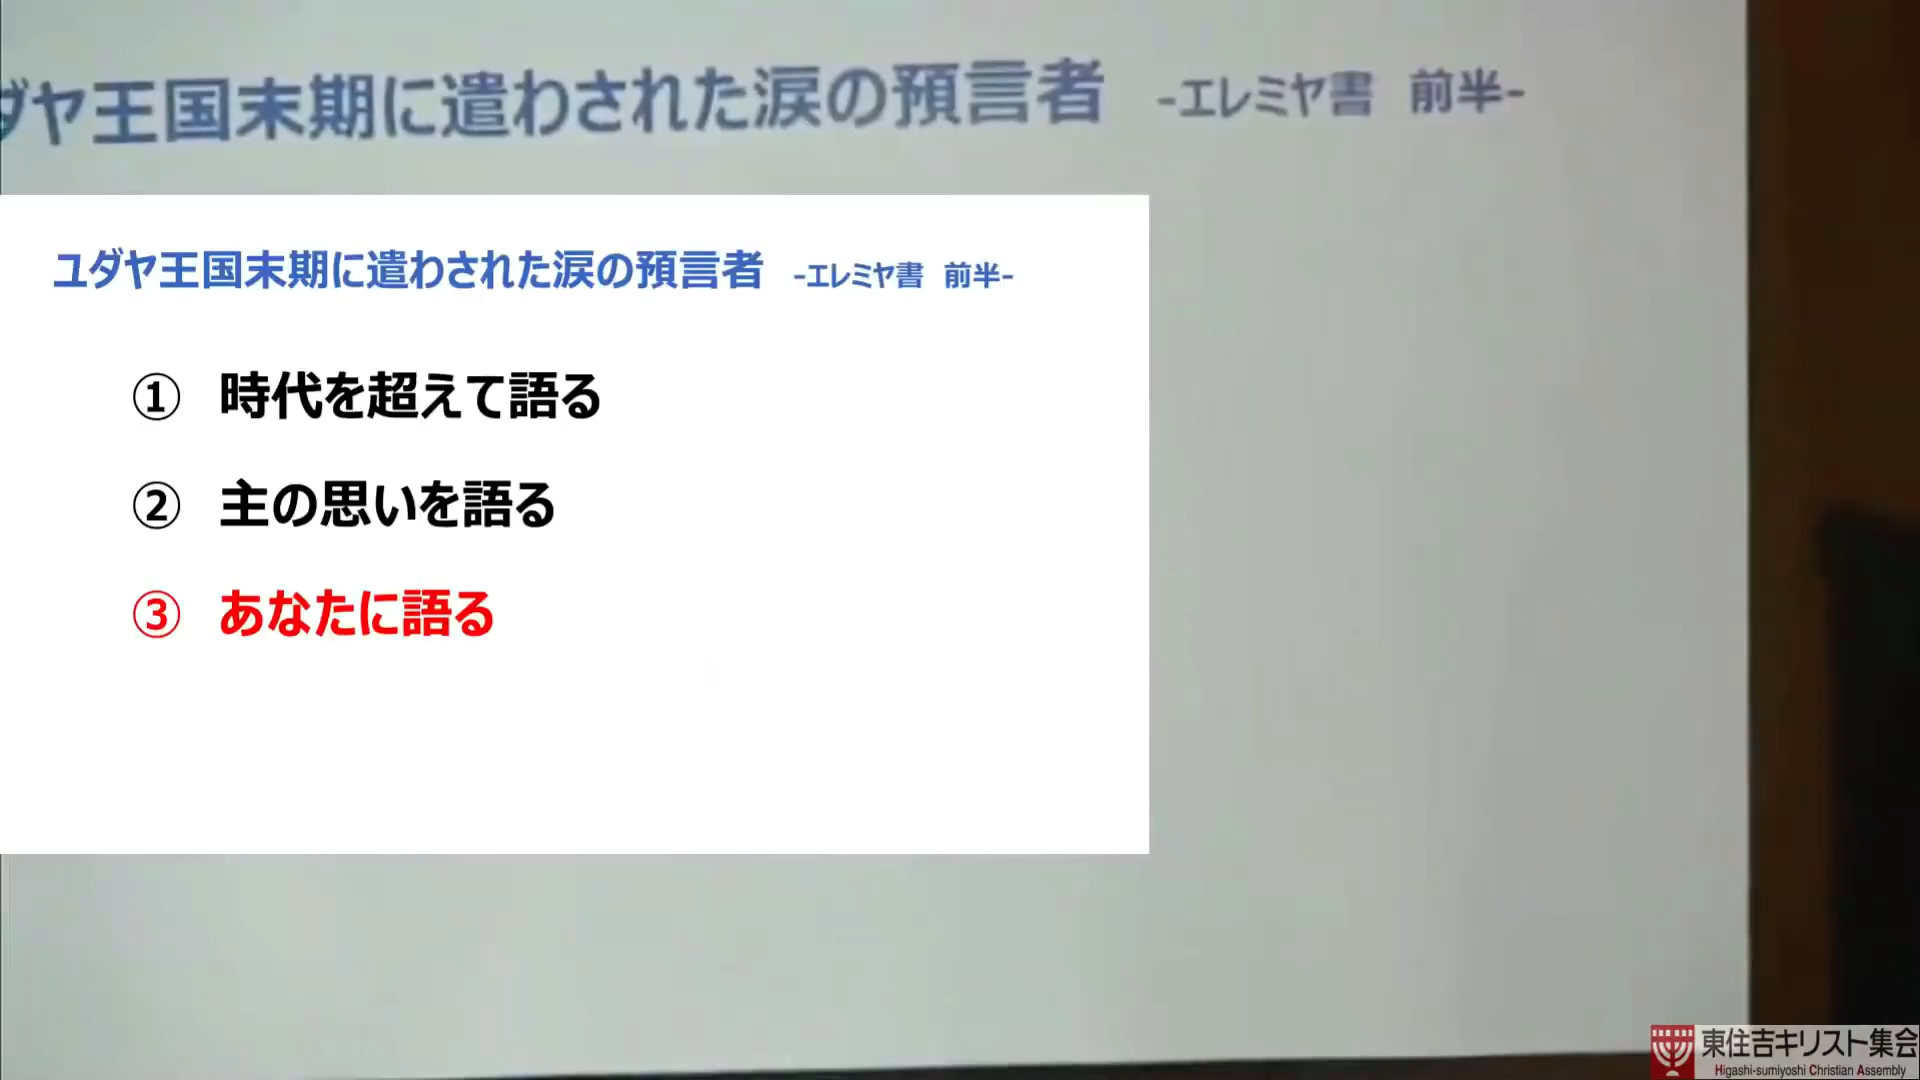 ダヤ王国末期に遣わされた涙の預言者 -エレミヤ書 前半-
ユダヤ王国末期に遣わされた涙の預言者 -エレミヤ書 前半-
① 時代を超えて語る
② 主の思いを語る
③ あなたに語る
東住吉キリスト集会
Higashi-sumiyoshi Christian Assembly